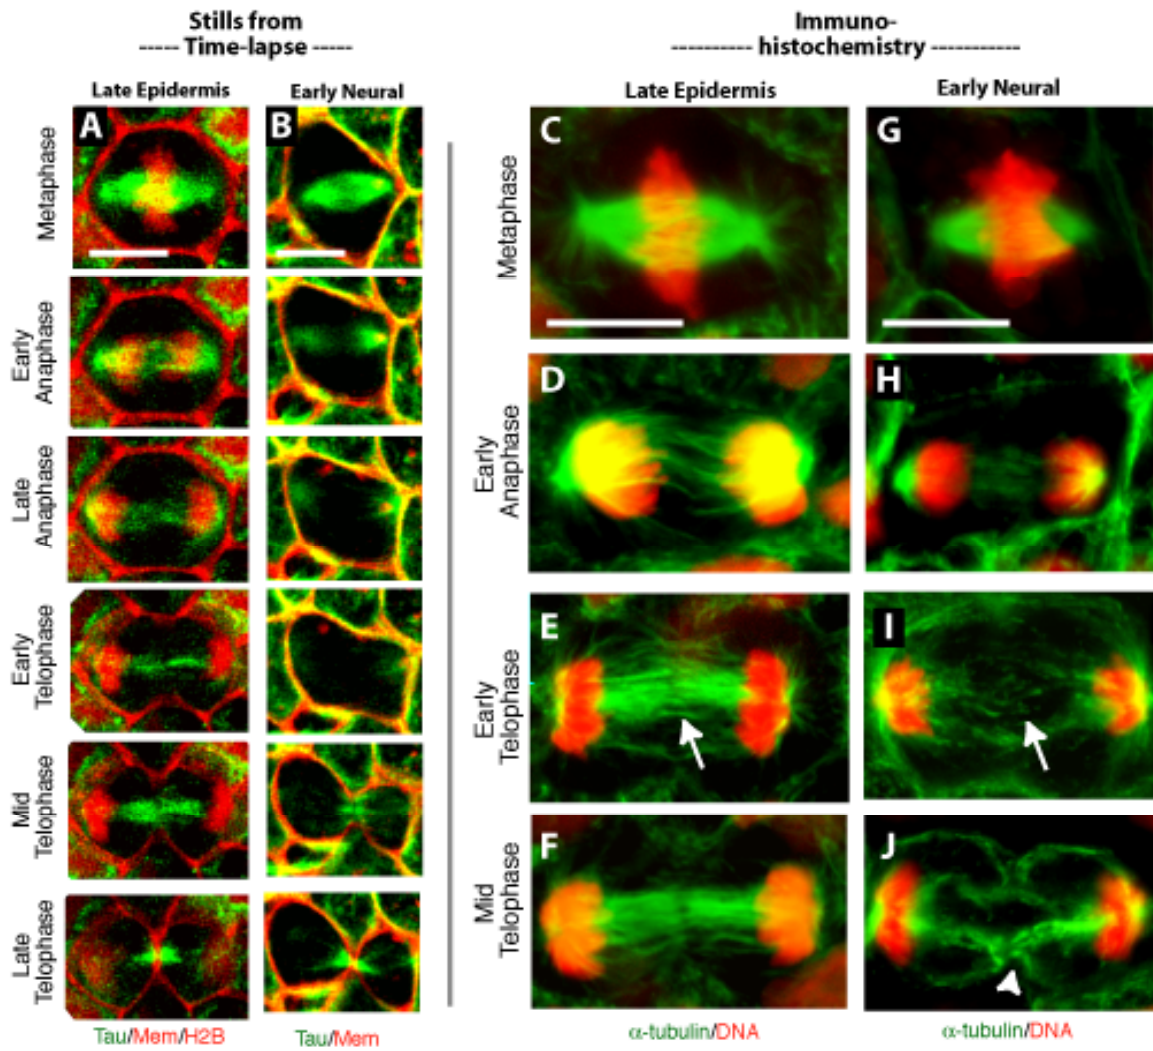 Stills from
----- Time-lapse -----
Immuno-
---------- histochemistry -----------
Late Epidermis
Early Neural
Late Epidermis
Early Neural
A
B
C
G
Metaphase
Metaphase
Early
Anaphase
D
H
Early
Anaphase
Late
Anaphase
Early
Telophase
E
I
Early
Telophase
Mid
Telophase
F
J
Mid
Telophase
Late
Telophase
Tau/Mem/H2B
Tau/Mem
α-tubulin/DNA
α-tubulin/DNA